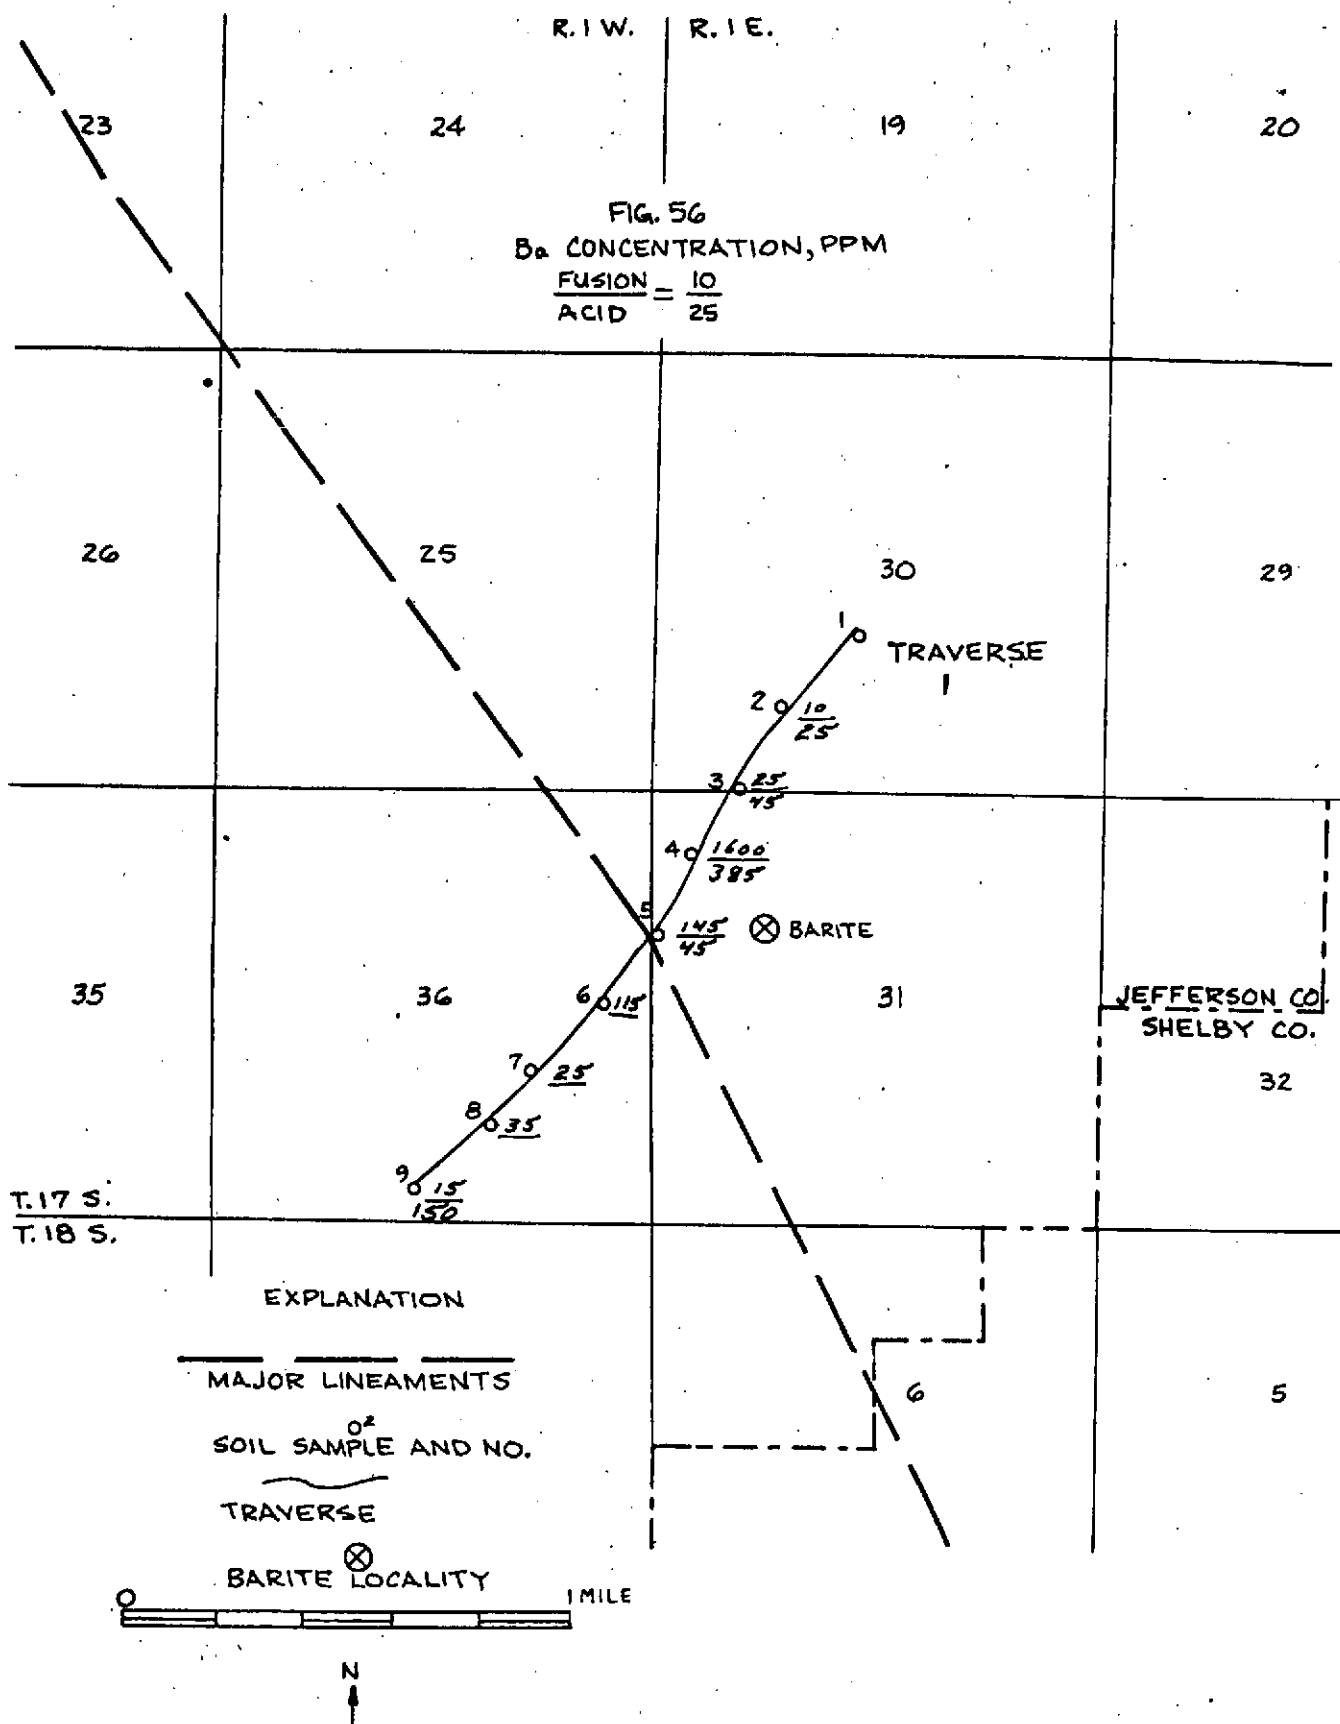 R.1 W. R.1 E.
23 24 19 20
FIG. 56
Ba CONCENTRATION, PPM
FUSION = 10
ACID 25
26 25 30 29
1
TRAVERSE
1
2 10
25
3 25
45
4 1600
385
5 145
45
BARITE
35 36 31
6 115
JEFFERSON CO.
SHELBY CO.
7 25
32
8 35
9 15
150
T.17 S.
T.18 S.
EXPLANATION
MAJOR LINEAMENTS
6 5
2
SOIL SAMPLE AND NO.
TRAVERSE
BARITE LOCALITY
0 1 MILE
N